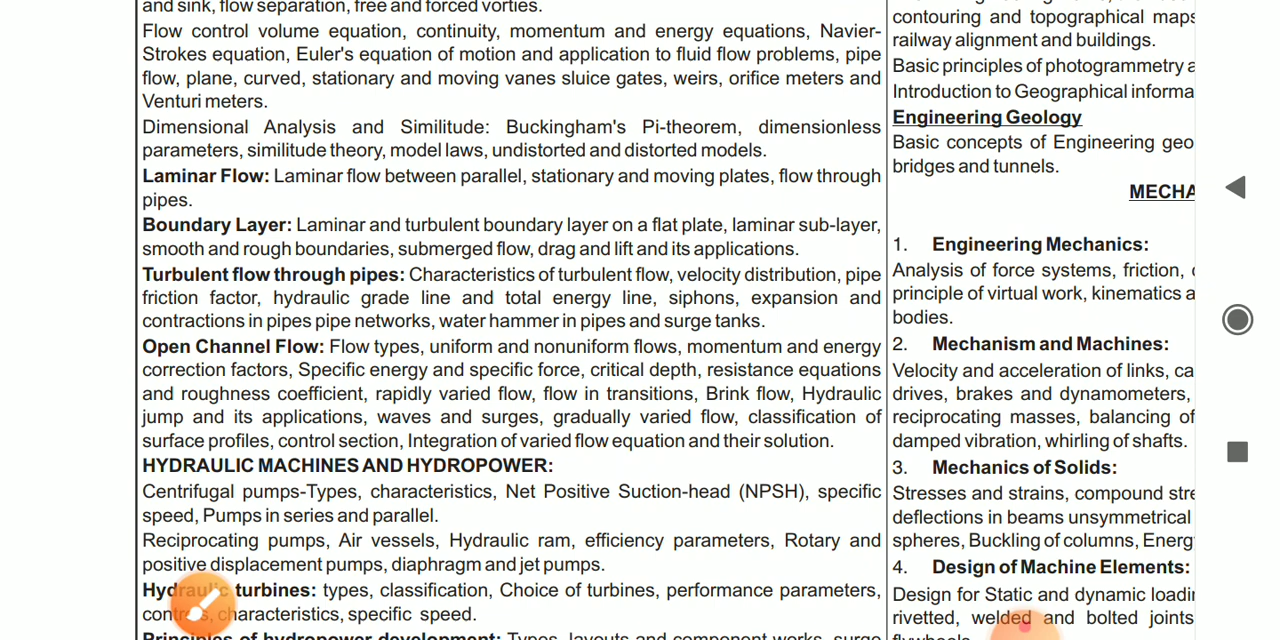 and sink, flow separation, free and forced vorties.
Flow control volume equation, continuity, momentum and energy equations, Navier-
Strokes equation, Euler's equation of motion and application to fluid flow problems, pipe
flow, plane, curved, stationary and moving vanes sluice gates, weirs, orifice meters and
Venturi meters.
Dimensional Analysis and Similitude: Buckingham's Pi-theorem, dimensionless
parameters, similitude theory, model laws, undistorted and distorted models.
Laminar Flow: Laminar flow between parallel, stationary and moving plates, flow through
pipes.
Boundary Layer: Laminar and turbulent boundary layer on a flat plate, laminar sub-layer,
smooth and rough boundaries, submerged flow, drag and lift and its applications.
Turbulent flow through pipes: Characteristics of turbulent flow, velocity distribution, pipe
friction factor, hydraulic grade line and total energy line, siphons, expansion and
contractions in pipes pipe networks, water hammer in pipes and surge tanks.
Open Channel Flow: Flow types, uniform and nonuniform flows, momentum and energy
correction factors, Specific energy and specific force, critical depth, resistance equations
and roughness coefficient, rapidly varied flow, flow in transitions, Brink flow, Hydraulic
jump and its applications, waves and surges, gradually varied flow, classification of
surface profiles, control section, Integration of varied flow equation and their solution.
HYDRAULIC MACHINES AND HYDROPOWER:
Centrifugal pumps-Types, characteristics, Net Positive Suction-head (NPSH), specific
speed, Pumps in series and parallel.
Reciprocating pumps, Air vessels, Hydraulic ram, efficiency parameters, Rotary and
positive displacement pumps, diaphragm and jet pumps.
turbines: types, classification, Choice of turbines, performance parameters,
characteristics, specific speed.
Principles of hydropower development: Types, layouts and component works, surge
contouring and topographical maps
railway alignment and buildings.
Basic principles of photogrammetry
Introduction to Geographical
Engineering Geology
Basic concepts of Engineering
bridges and tunnels.
1. Engineering Mechanics:
Analysis of force systems, friction,
principle of virtual work, kinematics
bodies.
2. Mechanism and Machines:
Velocity and acceleration of links,
drives, brakes and dynamometers,
reciprocating masses, balancing of
damped vibration, whirling of shafts.
3. Mechanics of Solids:
Stresses and strains, compound
deflections in beams unsymmetrical
spheres, Buckling of columns,
4. Design of Machine Elements:
Design for Static and dynamic
rivetted, welded and bolted joints